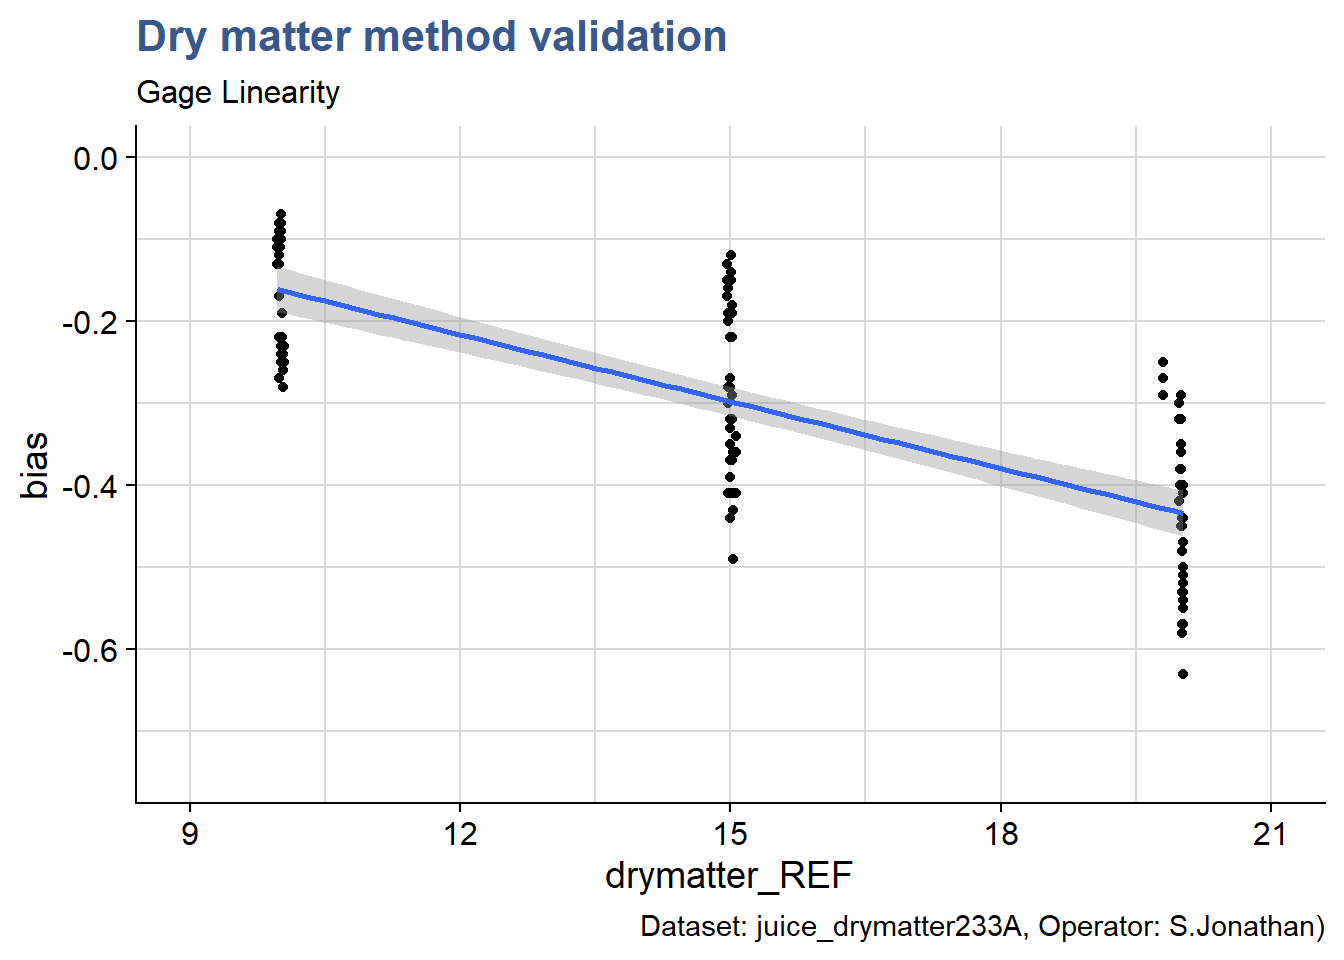 Dry matter method validation
Gage Linearity
0.0
-0.2
-0.4
-0.6
bias
9 12 15 18 21
drymatter_REF
Dataset: juice_drymatter233A, Operator: S.Jonathan)